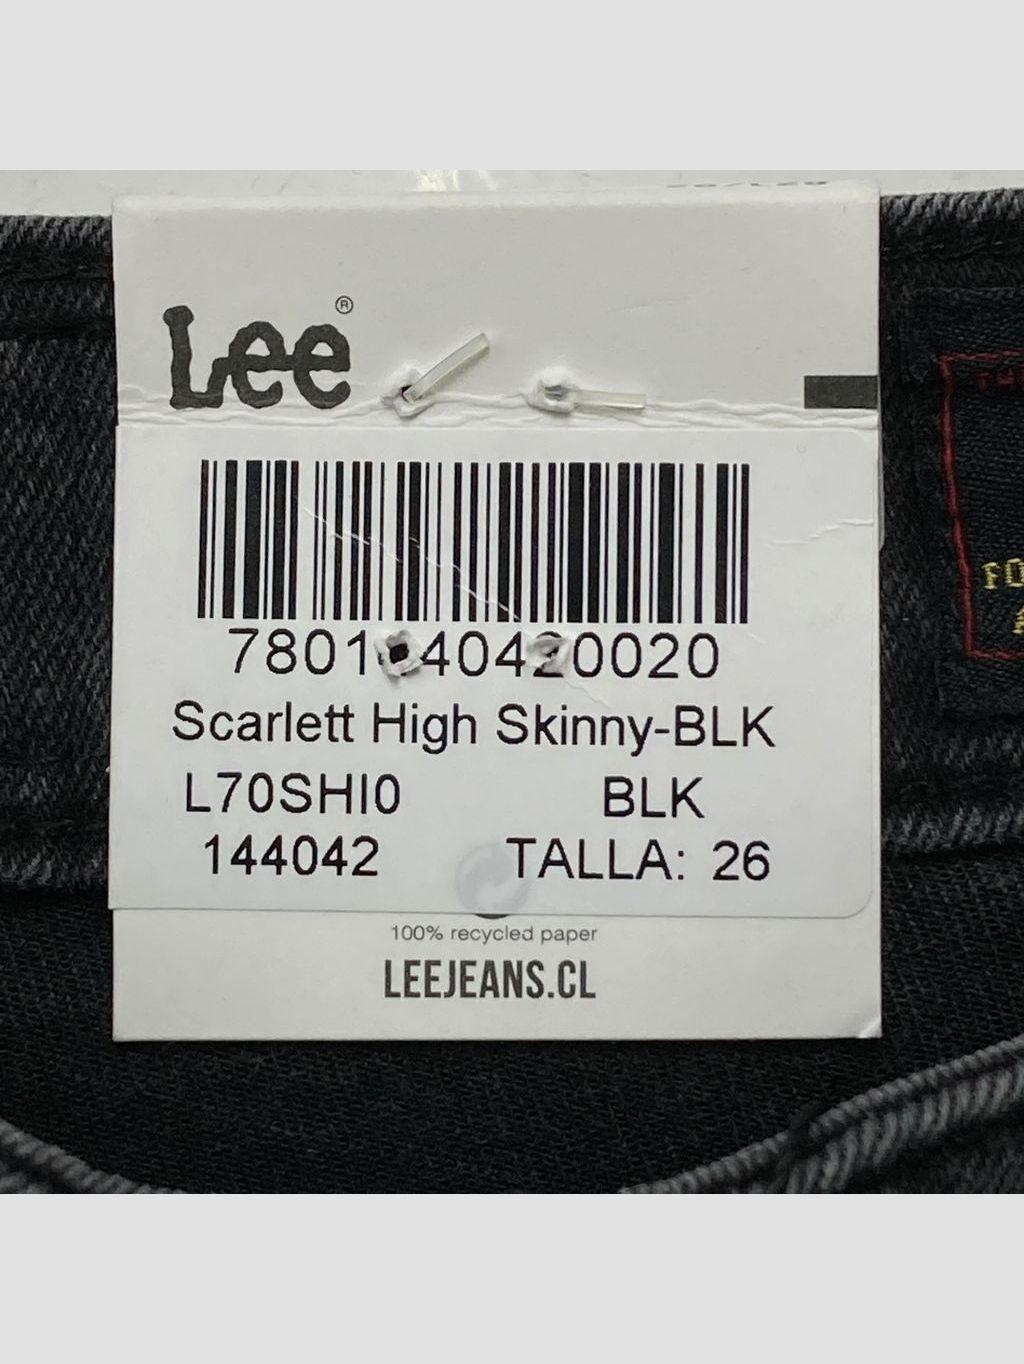 Lee®
Scarlett High Skinny-BLK
L70SHI0 BLK
144042 TALLA: 26
100% recycled paper
LEEJEANS.CL